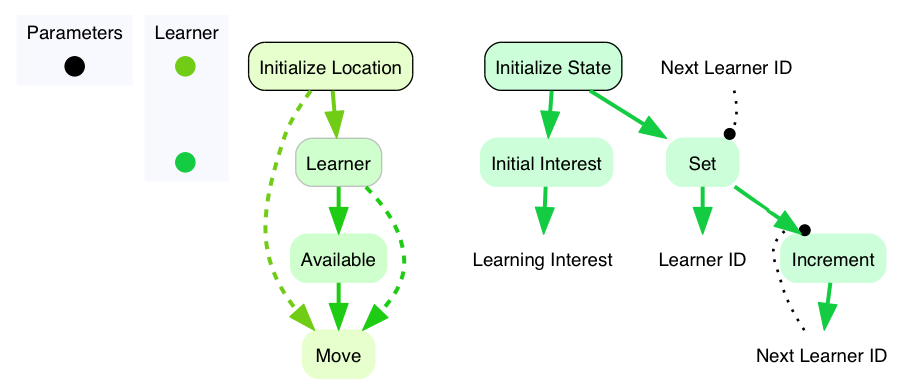 Parameters
Learner
Initialize Location
Initialize State
Next Learner ID
Learner
Initial Interest
Set
Available
Learning Interest
Learner ID
Increment
Move
Next Learner ID